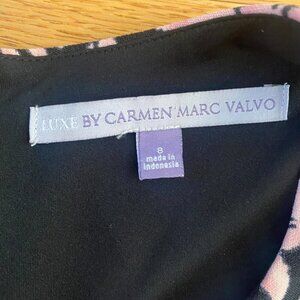 LUXE BY CARMEN MARC VALVO
8
made in
Indonesia